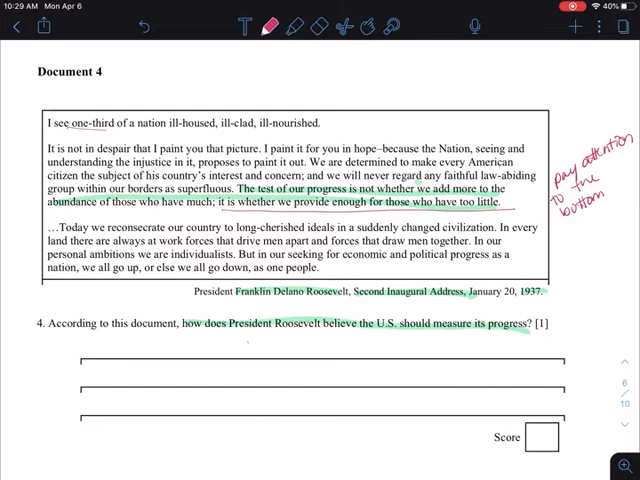 10:29 AM Mon Apr 6
40%
T
Document 4
I see one-third of a nation ill-housed, ill-clad, ill-nourished.
It is not in despair that I paint you that picture. I paint it for you in hope–because the Nation, seeing and
understanding the injustice in it, proposes to paint it out. We are determined to make every American
citizen the subject of his country's interest and concern; and we will never regard any faithful law-abiding
group within our borders as superfluous. The test of our progress is not whether we add more to the
abundance of those who have much; it is whether we provide enough for those who have too little.
…Today we reconsecrate our country to long-cherished ideals in a suddenly changed civilization. In every
land there are always at work forces that drive men apart and forces that draw men together. In our
personal ambitions we are individualists. But in our seeking for economic and political progress as a
nation, we all go up, or else we all go down, as one people.
President Franklin Delano Roosevelt, Second Inaugural Address, January 20, 1937.
pay attention
to the
bottom
4. According to this document, how does President Roosevelt believe the U.S. should measure its progress? [1]
Score
6
/
10